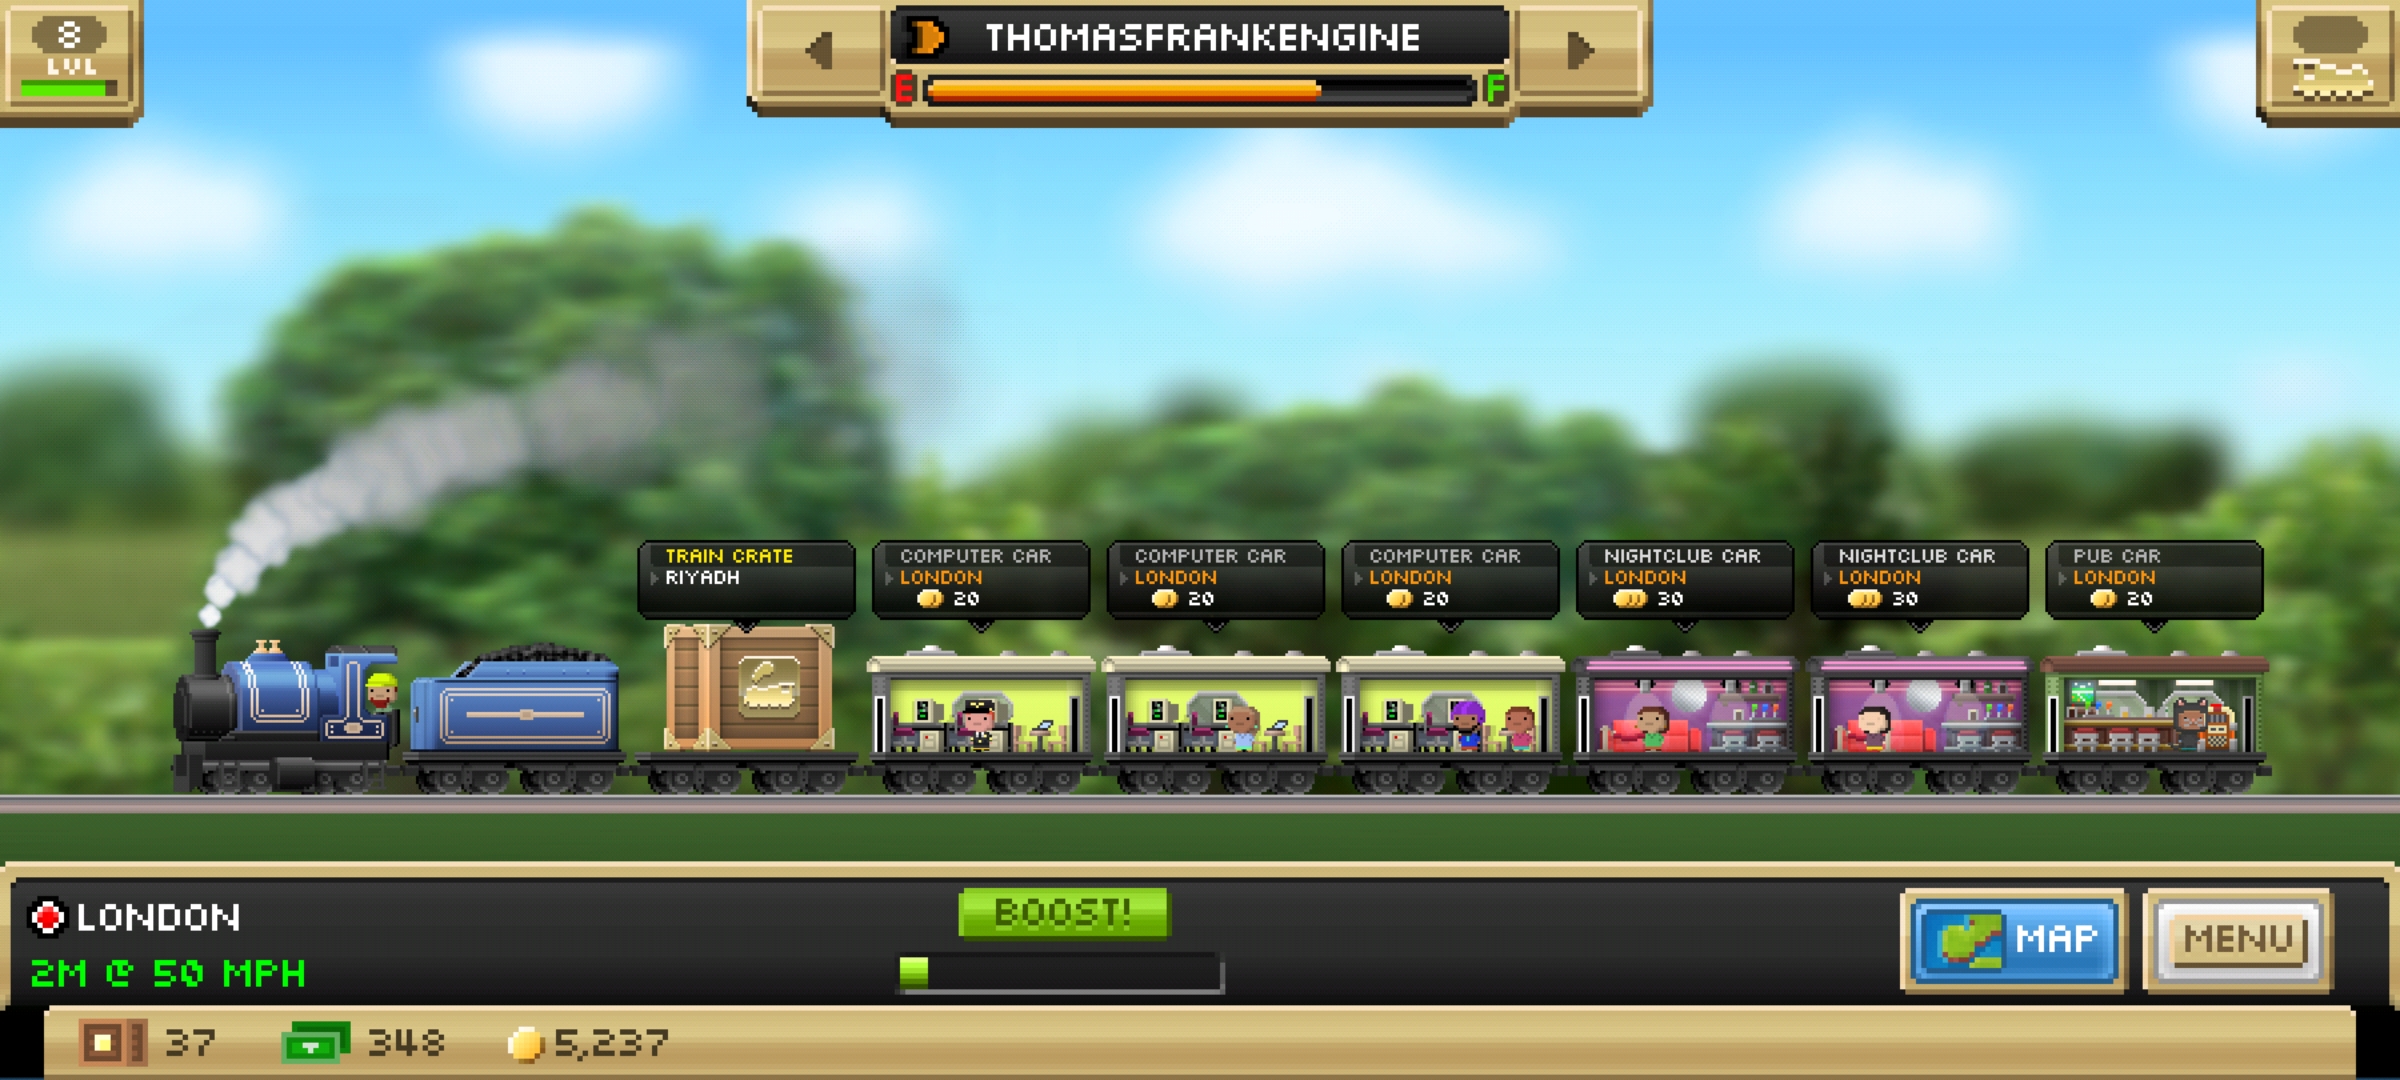 8
LVL
THOMASFRANKENGINE
E F
TRAIN CRATE
RIYADH
COMPUTER CAR
LONDON
20
COMPUTER CAR
LONDON
20
COMPUTER CAR
LONDON
20
NIGHTCLUB CAR
LONDON
30
NIGHTCLUB CAR
LONDON
30
PUB CAR
LONDON
20
LONDON
2M @ 50 MPH
BOOST!
MAP
MENU
37 348 5,237